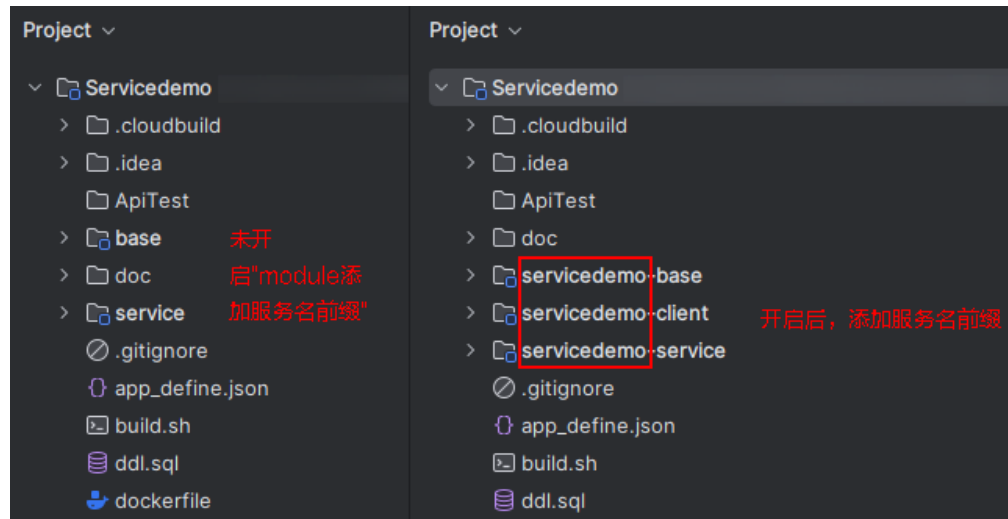 Project
Servicedemo
.cloudbuild
.idea
ApiTest
base
doc
service
.gitignore
app_define.json
build.sh
ddl.sql
dockerfile
未开
启"module添
加服务名前缀"
Project
Servicedemo
.cloudbuild
.idea
ApiTest
doc
servicedemo-base
servicedemo-client
servicedemo-service
.gitignore
app_define.json
build.sh
ddl.sql
开启后，添加服务名前缀